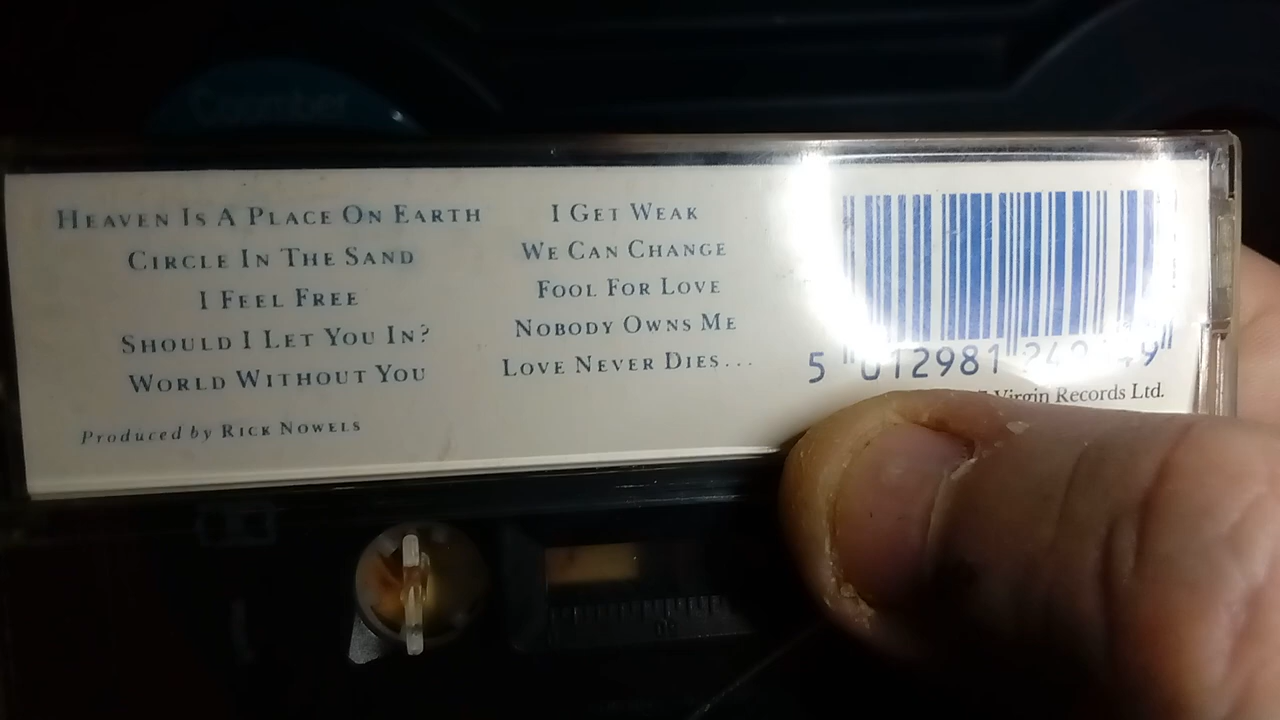 HEAVEN IS A PLACE ON EARTH
CIRCLE IN THE SAND
I FEEL FREE
SHOULD I LET YOU IN?
WORLD WITHOUT YOU
Produced by RICK NOWELS
I GET WEAK
WE CAN CHANGE
FOOL FOR LOVE
NOBODY OWNS ME
LOVE NEVER DIES...
5 012981
Virgin Records Ltd.